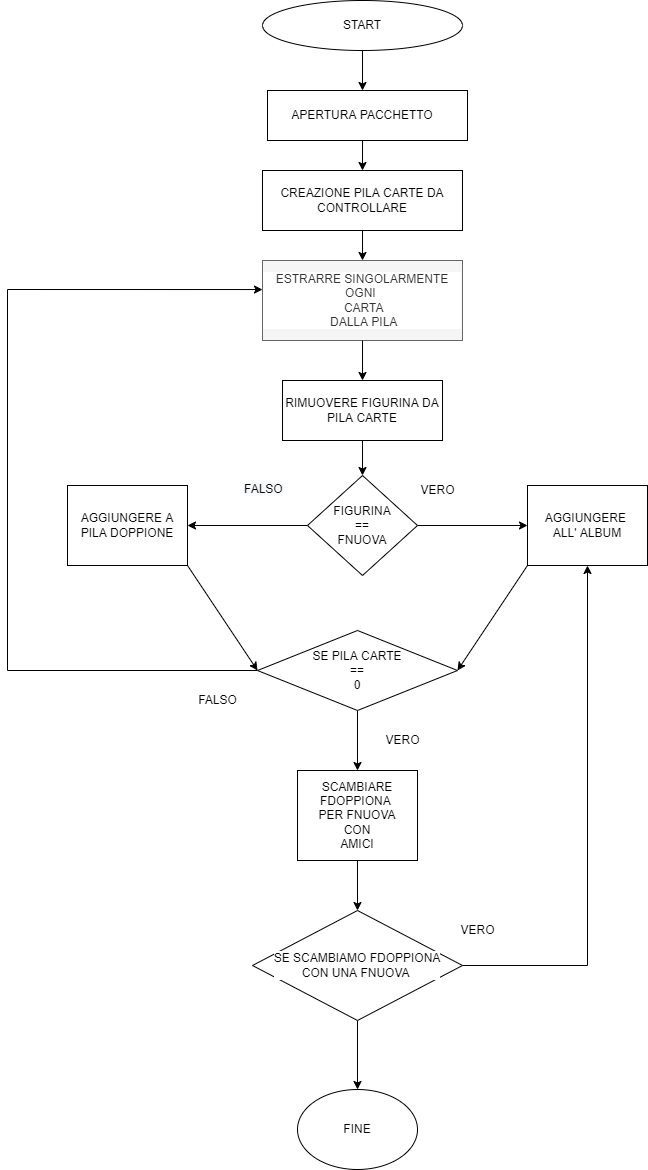 START
APERTURA PACCHETTO
CREAZIONE PILA CARTE DA
CONTROLLARE
ESTRARRE SINGOLARMENTE
OGNI
CARTA
DALLA PILA
RIMUOVERE FIGURINA DA
PILA CARTE
FALSO
VERO
AGGIUNGERE A
PILA DOPPIONE
FIGURINA
==
FNUOVA
AGGIUNGERE
ALL' ALBUM
SE PILA CARTE
==
0
FALSO
VERO
SCAMBIARE
FDOPPIONA
PER FNUOVA
CON
AMICI
VERO
SE SCAMBIAMO FDOPPIONA
CON UNA FNUOVA
FINE